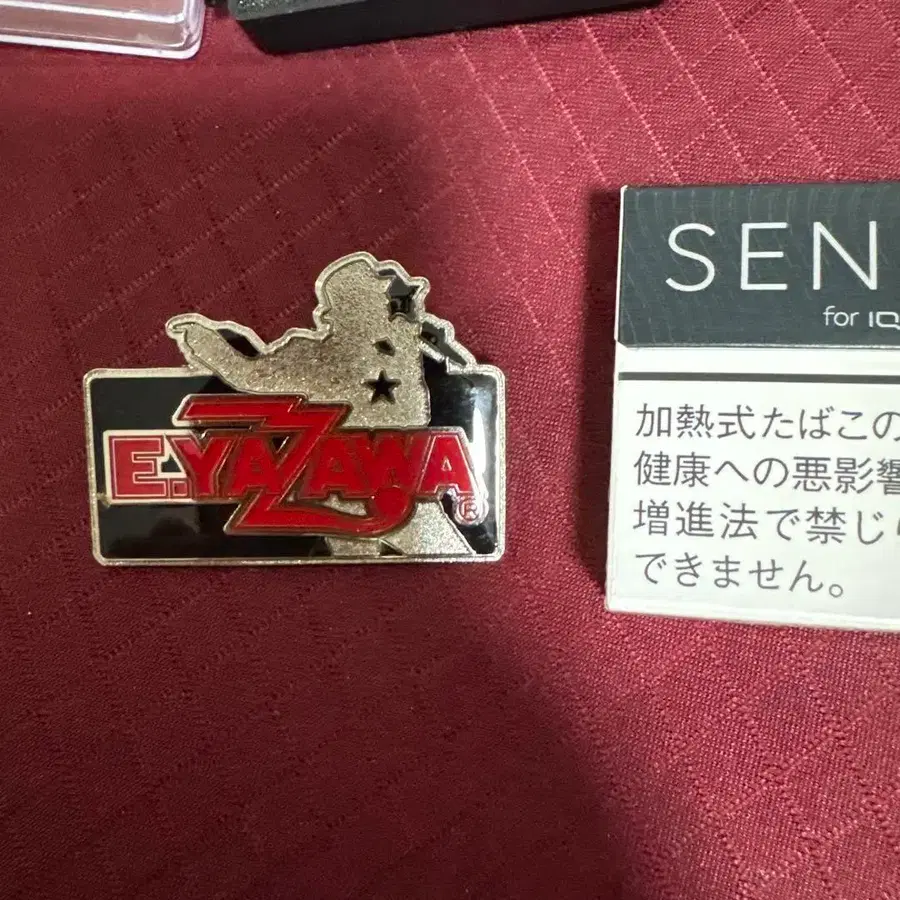 E.YAZAWA
®
SEN
for IQ
加熱式たばこの
健康への悪影響
増進法で禁じ
できません。